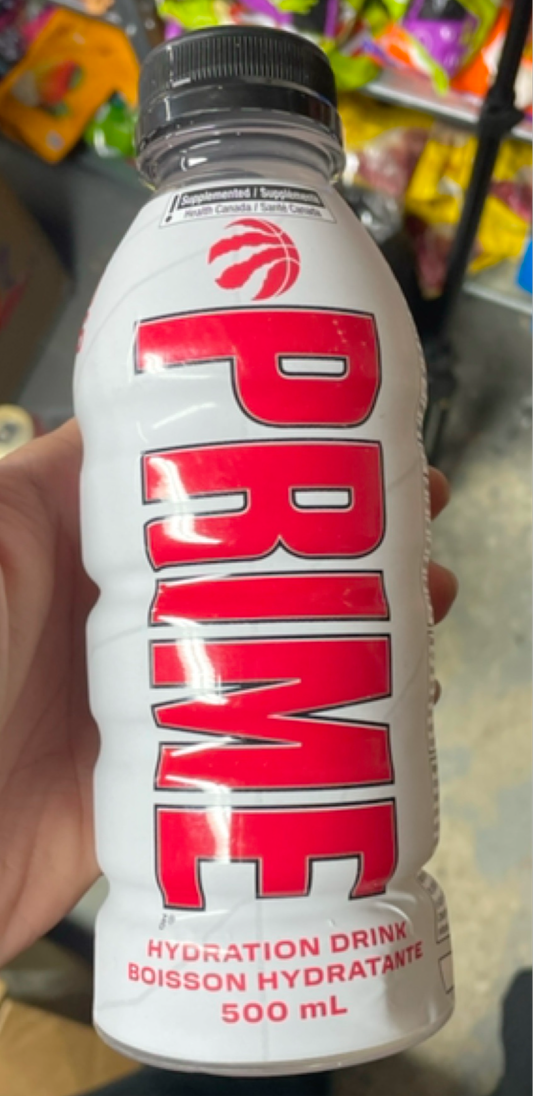 Supplemented / Supplémenté
Health Canada / Santé Canada
PRIME
HYDRATION DRINK
BOISSON HYDRATANTE
500 mL